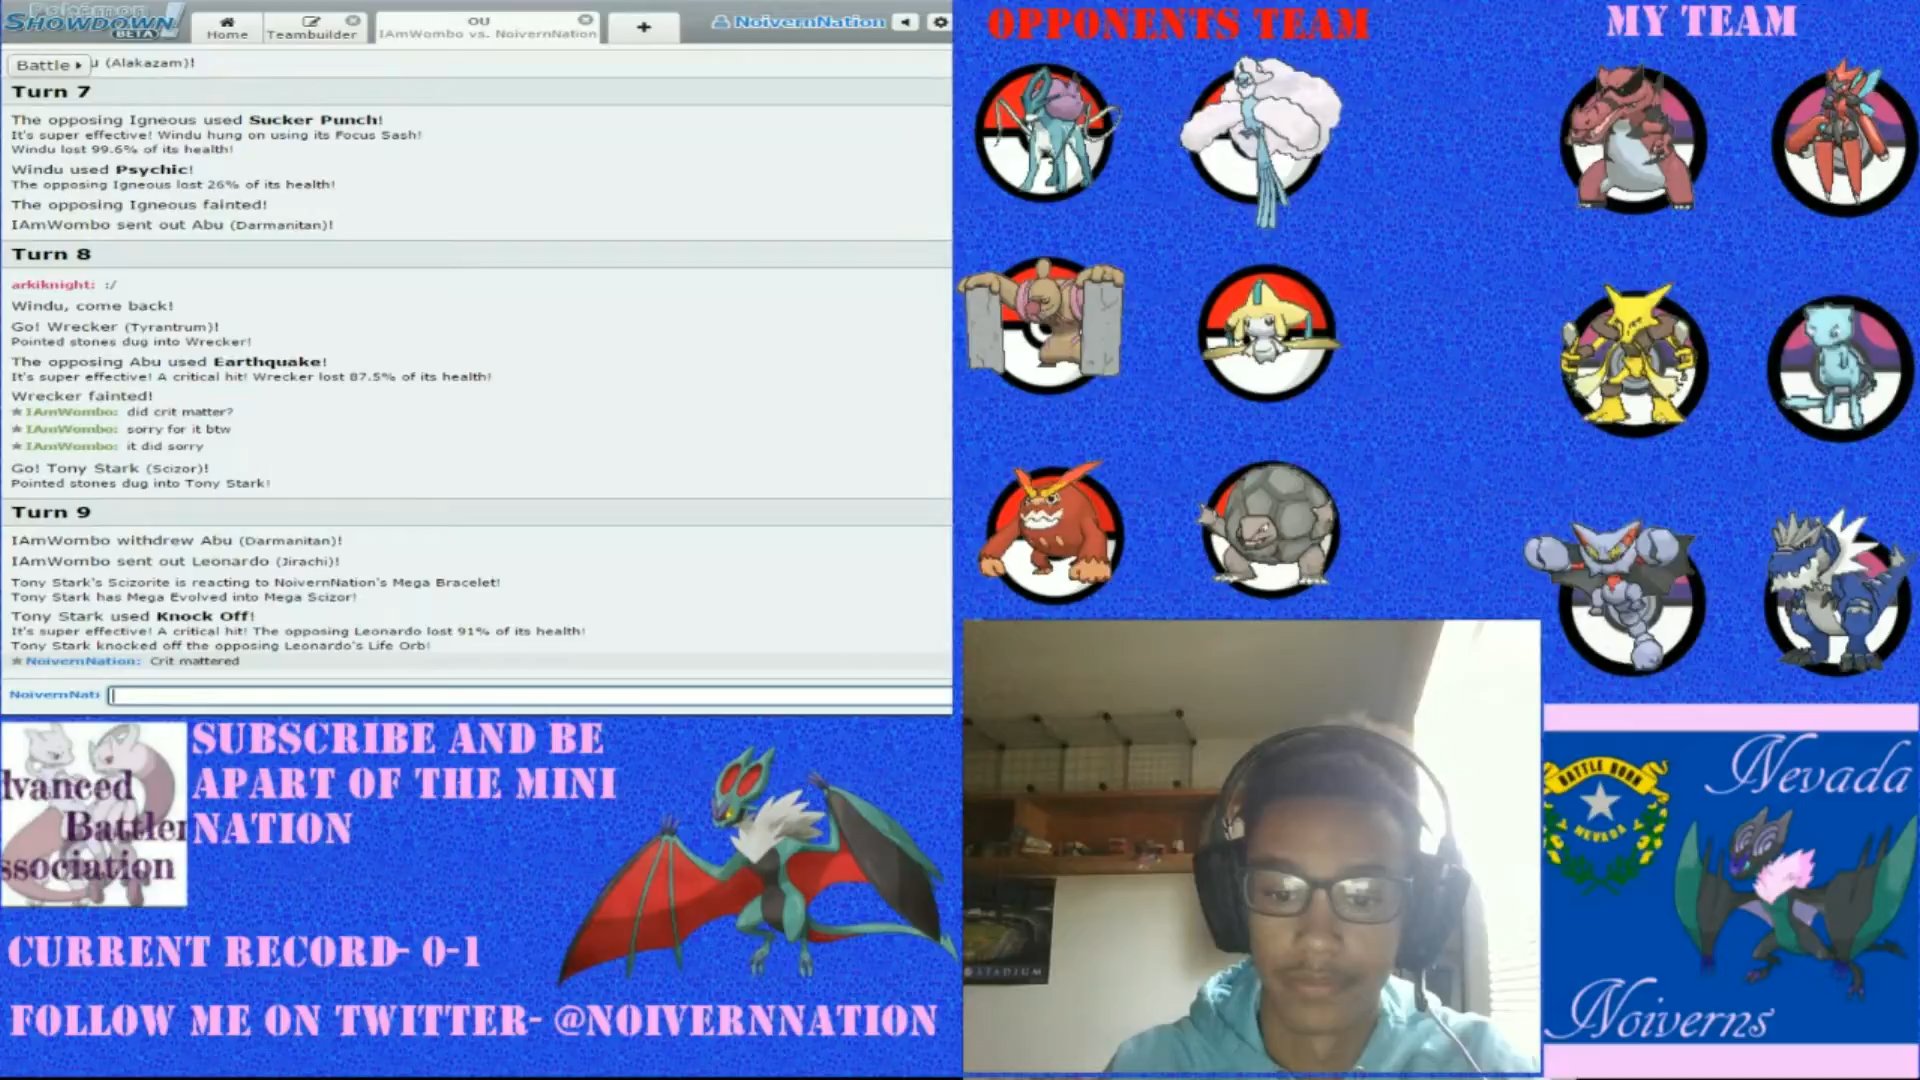 Pokémon
SHOWDOWN!
BETA
Home
Teambuilder
OU
IAmWombo vs. NoivernNation
+
NoivernNation
Battle
u (Alakazam)!
Turn 7
The opposing Igneous used Sucker Punch!
It's super effective! Windu hung on using its Focus Sash!
Windu lost 99.6% of its health!
Windu used Psychic!
The opposing Igneous lost 26% of its health!
The opposing Igneous fainted!
IAmWombo sent out Abu (Darmanitan)!
Turn 8
arkiknight: :/
Windu, come back!
Go! Wrecker (Tyrantrum)!
Pointed stones dug into Wrecker!
The opposing Abu used Earthquake!
It's super effective! A critical hit! Wrecker lost 87.5% of its health!
Wrecker fainted!
★IAmWombo: did crit matter?
★IAmWombo: sorry for it btw
★IAmWombo: it did sorry
Go! Tony Stark (Scizor)!
Pointed stones dug into Tony Stark!
Turn 9
IAmWombo withdrew Abu (Darmanitan)!
IAmWombo sent out Leonardo (Jirachi)!
Tony Stark's Scizorite is reacting to NoivernNation's Mega Bracelet!
Tony Stark has Mega Evolved into Mega Scizor!
Tony Stark used Knock Off!
It's super effective! A critical hit! The opposing Leonardo lost 91% of its health!
Tony Stark knocked off the opposing Leonardo's Life Orb!
★NoivernNation: Crit mattered
NoivernNati
OPPONENTS TEAM
MY TEAM
dvanced
Battler
ssociation
SUBSCRIBE AND BE
APART OF THE MINI
NATION
CURRENT RECORD- 0-1
FOLLOW ME ON TWITTER- @NOIVERNNATION
STADIUM
BATTLE BORN
NEVADA
Nevada
Noiverns